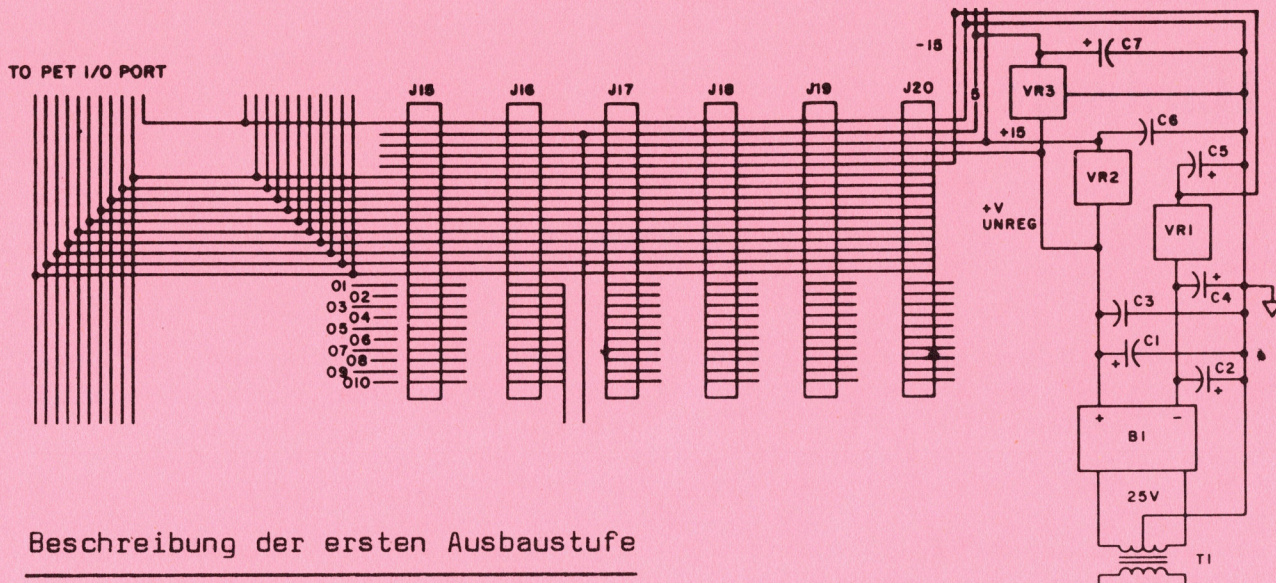 TO PET I/O PORT
J15 J16 J17 J18 J19 J20
-15
5
+15
+V
UNREG
VR3
C7
C6
VR2
C5
VR1
C4
C3
C1
C2
+ -
B1
25V
T1
01
02
03
04
05
06
07
08
09
010
Beschreibung der ersten Ausbaustufe